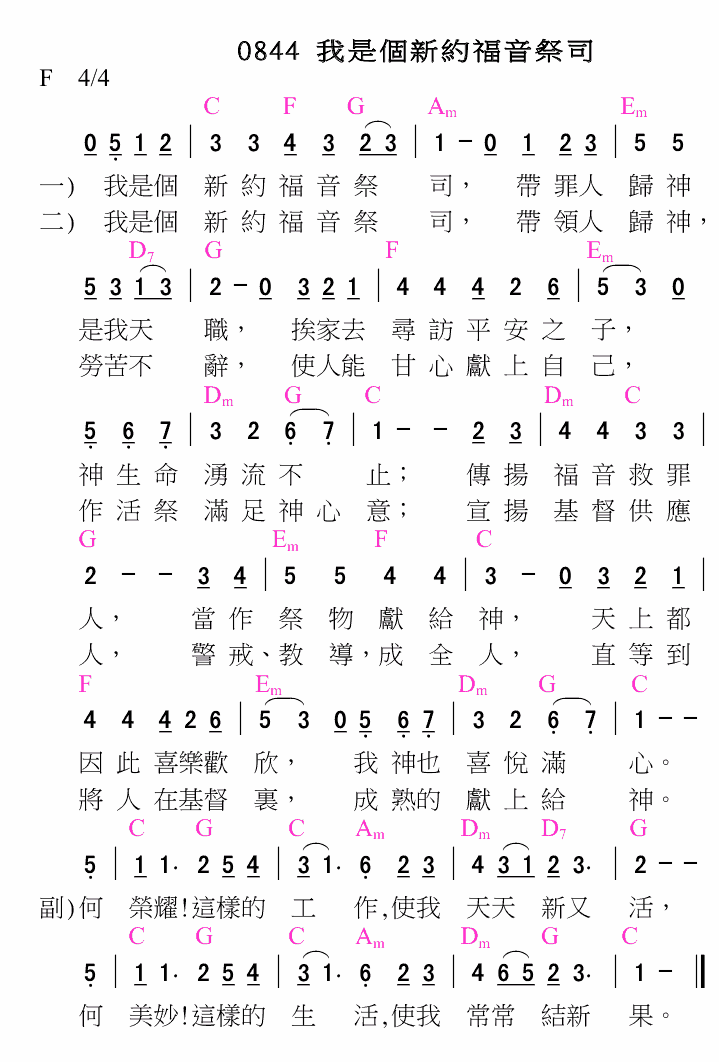 0844 我是個新約福音祭司
F 4/4
C F G Am Em
0 5 1 2 | 3 3 4 3 2 3 | 1 - 0 1 2 3 | 5 5
一) 我是個 新約福音祭 司， 帶罪人 歸神
二) 我是個 新約福音祭 司， 帶領人 歸神，
D7 G F Em
5 3 1 3 | 2 - 0 3 2 1 | 4 4 4 2 6 | 5 3 0
是我天 職， 挨家去 尋訪平安之 子，
勞苦不 辭， 使人能 甘心獻上自 己，
Dm G C Dm C
5 6 7 | 3 2 6 7 | 1 - - 2 3 | 4 4 3 3 |
神生命 湧流不 止； 傳揚 福音救罪
作活祭 滿足神心 意； 宣揚 基督供應
G Em F C
2 - - 3 4 | 5 5 4 4 | 3 - 0 3 2 1 |
人， 當作 祭物獻給 神， 天上都
人， 警戒、教導，成全 人， 直等到
F Em Dm G C
4 4 4 2 6 | 5 3 0 5 6 7 | 3 2 6 7 | 1 - -
因此喜樂歡 欣， 我神也 喜悅滿 心。
將人在基督 裏， 成熟的 獻上給 神。
C G C Am Dm D7 G
5 | 1 1. 2 5 4 | 3 1. 6 2 3 | 4 3 1 2 3. | 2 - -
副)何 榮耀!這樣的 工 作,使我 天天 新又 活，
C G C Am Dm G C
5 | 1 1. 2 5 4 | 3 1. 6 2 3 | 4 6 5 2 3. | 1 - ‖
何 美妙!這樣的 生 活,使我 常常 結新 果。